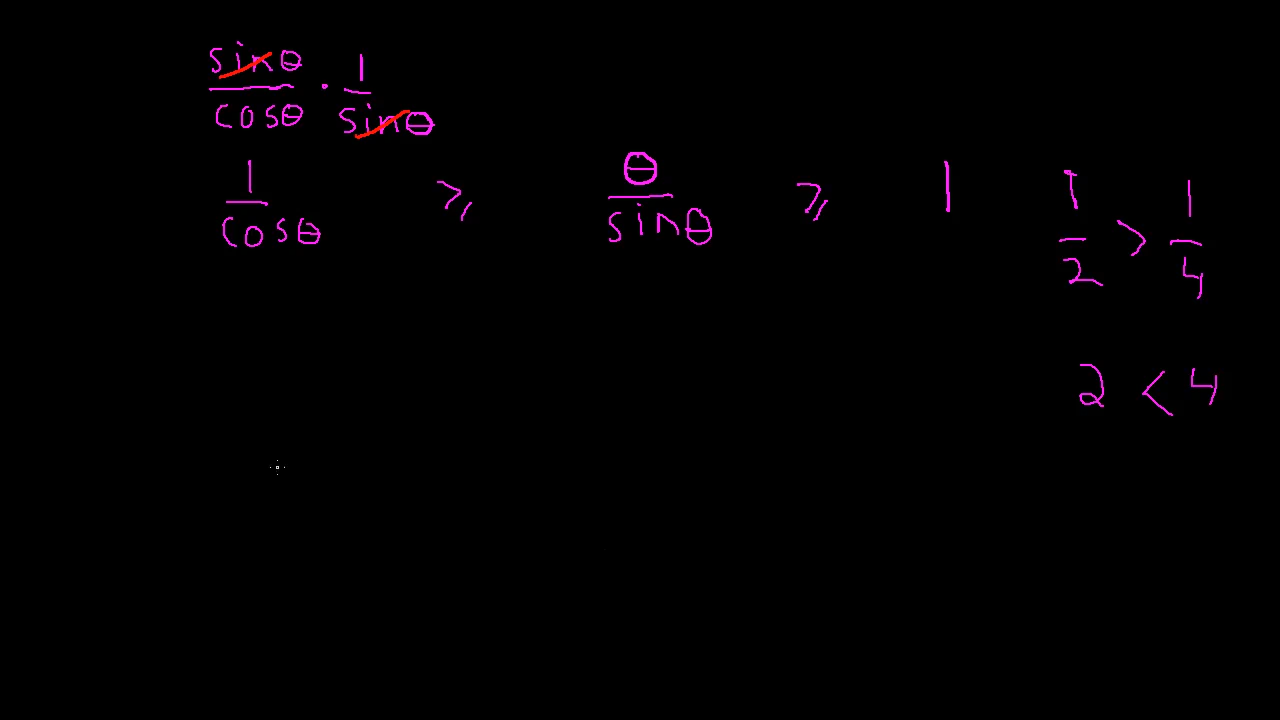 sinθ/cosθ · 1/sinθ
1/cosθ ⩾ θ/sinθ ⩾ 1
1/2 > 1/4
2 < 4